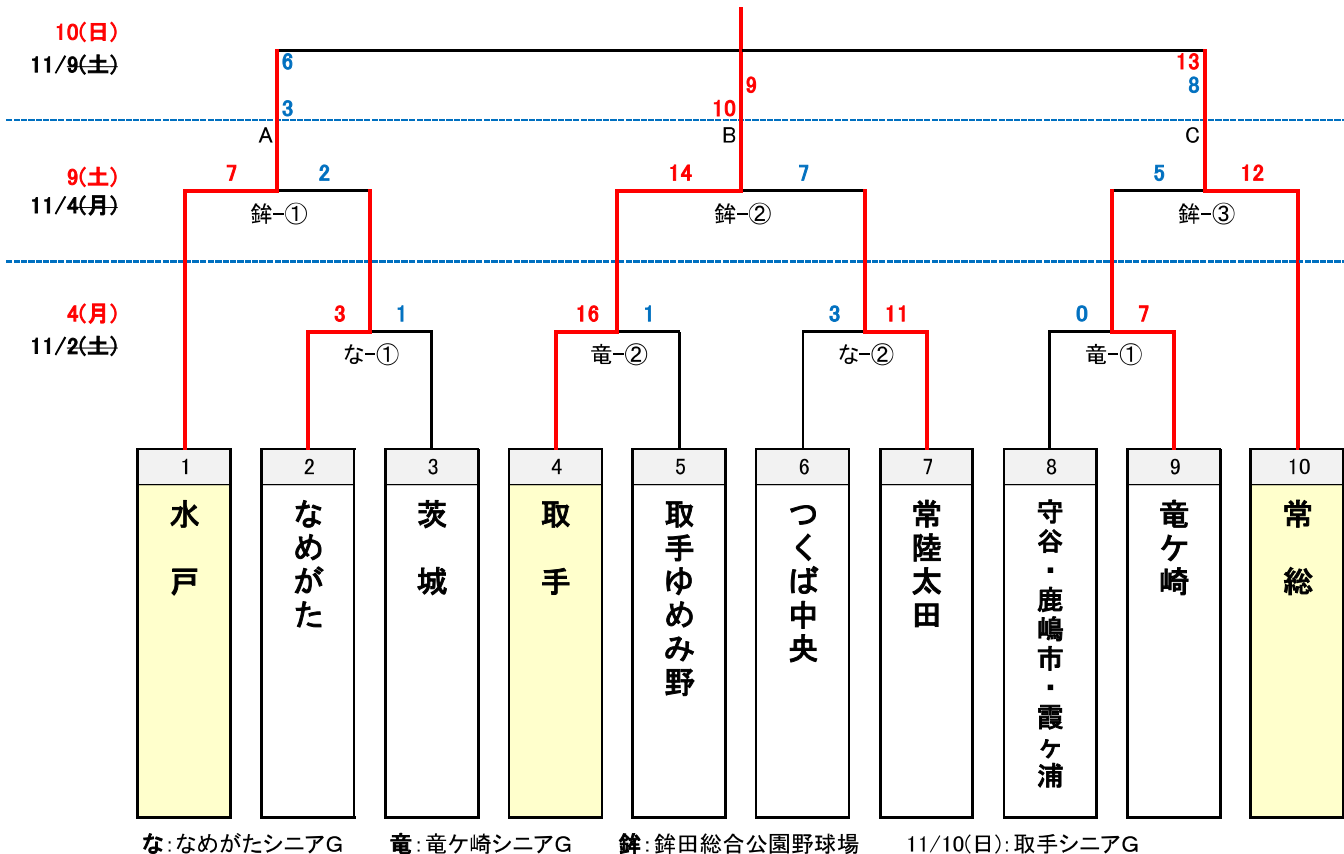 10(日)
11/9(土)
6 13
9 8
3 10
A B C
9(土) 7 2 14 7 5 12
11/4(月)
鉾-① 鉾-② 鉾-③
4(月) 3 1 16 1 3 11 0 7
11/2(土)
な-① 竜-② な-② 竜-①
1 2 3 4 5 6 7 8 9 10
水戸
なめがた
茨城
取手
取手ゆめみ野
つくば中央
常陸太田
守谷・鹿嶋市・霞ヶ浦
竜ケ崎
常総
な:なめがたシニアG 竜:竜ケ崎シニアG 鉾:鉾田総合公園野球場 11/10(日):取手シニアG